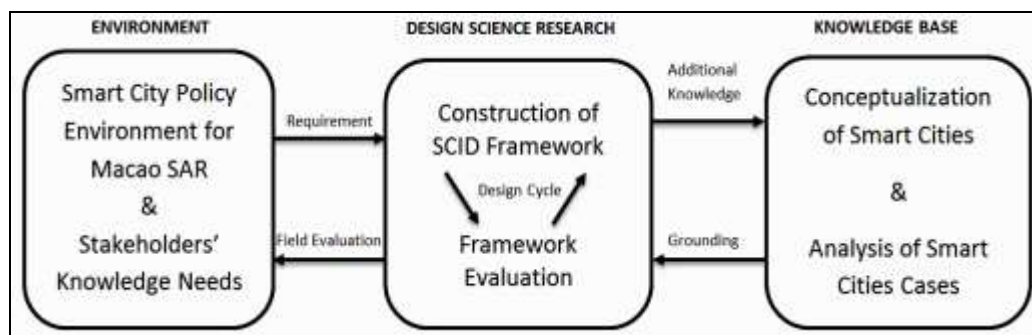 ENVIRONMENT
Smart City Policy
Environment for
Macao SAR
&
Stakeholders'
Knowledge Needs
Requirement
Field Evaluation
DESIGN SCIENCE RESEARCH
Construction of
SCID Framework
Design Cycle
Framework
Evaluation
Additional
Knowledge
Grounding
KNOWLEDGE BASE
Conceptualization
of Smart Cities
&
Analysis of Smart
Cities Cases